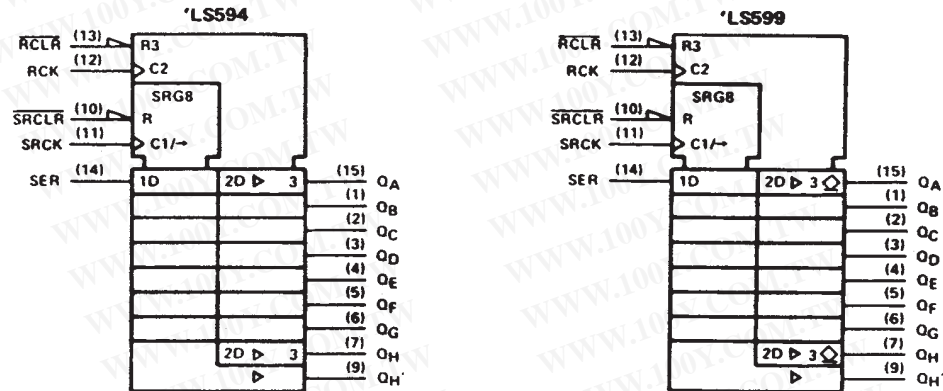 'LS594
RCLR (13) R3
RCK (12) C2
SRG8
SRCLR (10) R
SRCK (11) C1/→
SER (14) 1D 2D ▷ 3 (15) QA
(1) QB
(2) QC
(3) QD
(4) QE
(5) QF
(6) QG
2D ▷ 3 (7) QH
▷ (9) QH'
'LS599
RCLR (13) R3
RCK (12) C2
SRG8
SRCLR (10) R
SRCK (11) C1/→
SER (14) 1D 2D ▷ 3 (15) QA
(1) QB
(2) QC
(3) QD
(4) QE
(5) QF
(6) QG
2D ▷ 3 (7) QH
▷ (9) QH'
WWW.100Y.COM.TW